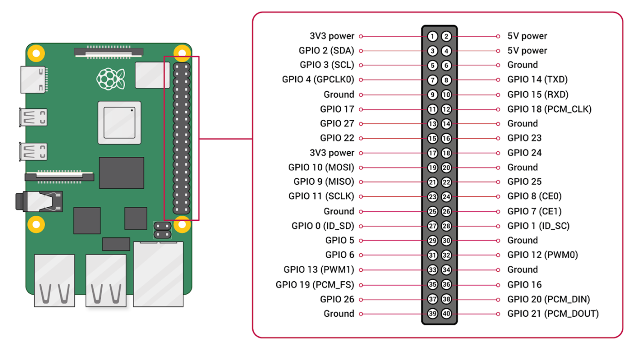 3V3 power 1 2 5V power
GPIO 2 (SDA) 3 4 5V power
GPIO 3 (SCL) 5 6 Ground
GPIO 4 (GPCLK0) 7 8 GPIO 14 (TXD)
Ground 9 10 GPIO 15 (RXD)
GPIO 17 11 12 GPIO 18 (PCM_CLK)
GPIO 27 13 14 Ground
GPIO 22 15 16 GPIO 23
3V3 power 17 18 GPIO 24
GPIO 10 (MOSI) 19 20 Ground
GPIO 9 (MISO) 21 22 GPIO 25
GPIO 11 (SCLK) 23 24 GPIO 8 (CE0)
Ground 25 26 GPIO 7 (CE1)
GPIO 0 (ID_SD) 27 28 GPIO 1 (ID_SC)
GPIO 5 29 30 Ground
GPIO 6 31 32 GPIO 12 (PWM0)
GPIO 13 (PWM1) 33 34 Ground
GPIO 19 (PCM_FS) 35 36 GPIO 16
GPIO 26 37 38 GPIO 20 (PCM_DIN)
Ground 39 40 GPIO 21 (PCM_DOUT)